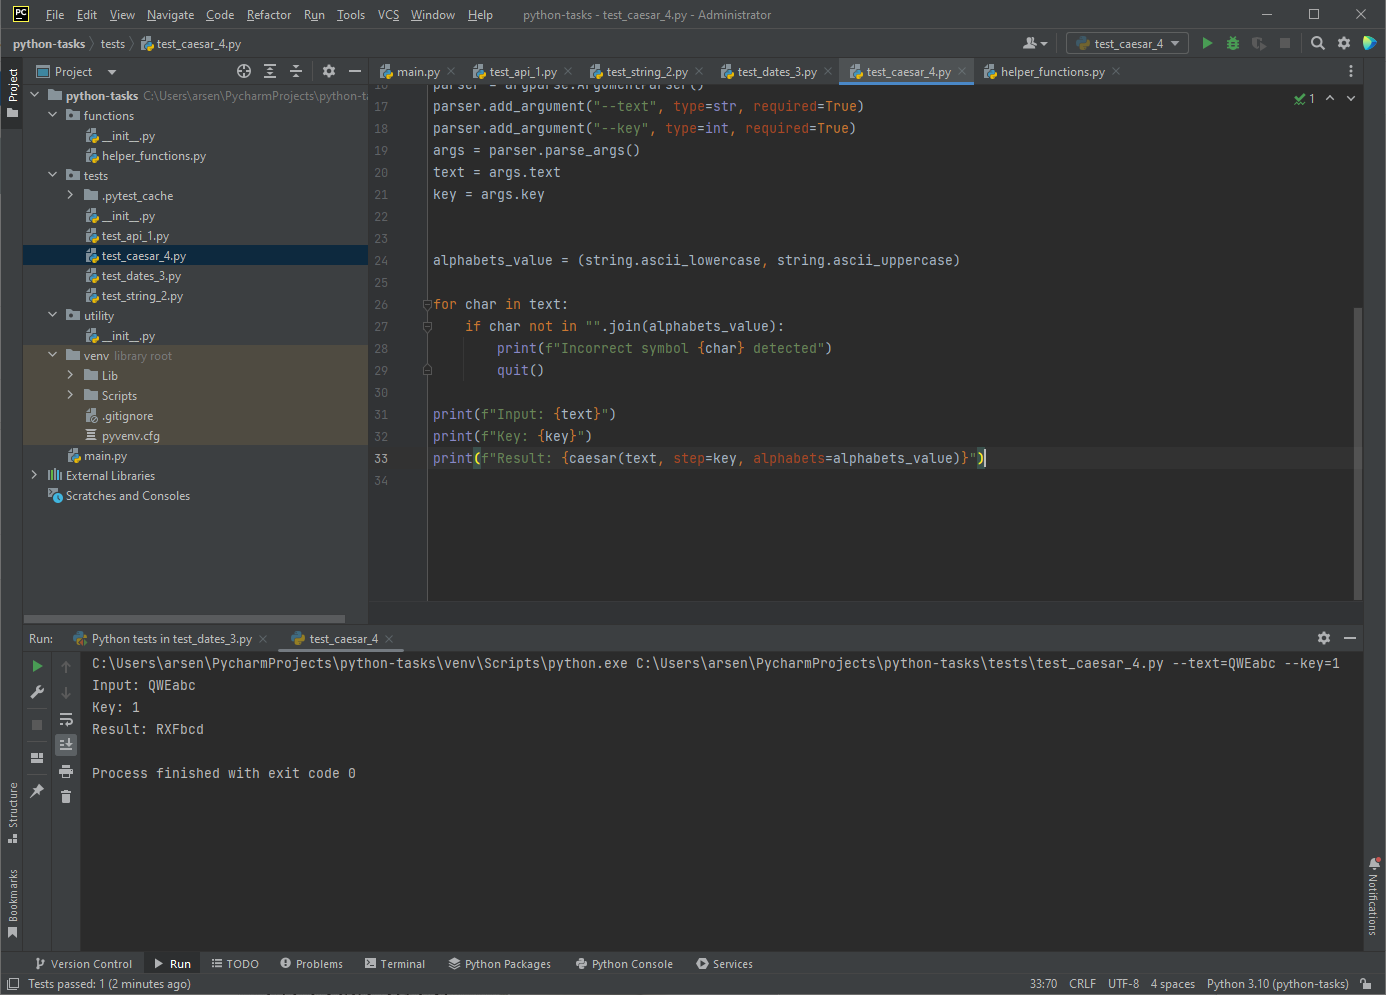 PC File Edit View Navigate Code Refactor Run Tools VCS Window Help python-tasks - test_caesar_4.py - Administrator
python-tasks tests test_caesar_4.py test_caesar_4
Project
Project
main.py test_api_1.py test_string_2.py test_dates_3.py test_caesar_4.py helper_functions.py
python-tasks C:\Users\arsen\PycharmProjects\python-t
functions
__init__.py
helper_functions.py
tests
.pytest_cache
__init__.py
test_api_1.py
test_caesar_4.py
test_dates_3.py
test_string_2.py
utility
__init__.py
venv library root
Lib
Scripts
.gitignore
pyvenv.cfg
main.py
External Libraries
Scratches and Consoles
1
16 parser = argparse.ArgumentParser()
17 parser.add_argument("--text", type=str, required=True)
18 parser.add_argument("--key", type=int, required=True)
19 args = parser.parse_args()
20 text = args.text
21 key = args.key
22
23
24 alphabets_value = (string.ascii_lowercase, string.ascii_uppercase)
25
26 for char in text:
27 if char not in "".join(alphabets_value):
28 print(f"Incorrect symbol {char} detected")
29 quit()
30
31 print(f"Input: {text}")
32 print(f"Key: {key}")
33 print(f"Result: {caesar(text, step=key, alphabets=alphabets_value)}")
34
Run: Python tests in test_dates_3.py test_caesar_4
C:\Users\arsen\PycharmProjects\python-tasks\venv\Scripts\python.exe C:\Users\arsen\PycharmProjects\python-tasks\tests\test_caesar_4.py --text=QWEabc --key=1
Input: QWEabc
Key: 1
Result: RXFbcd
Process finished with exit code 0
Structure
Bookmarks
Notifications
Version Control Run TODO Problems Terminal Python Packages Python Console Services
Tests passed: 1 (2 minutes ago) 33:70 CRLF UTF-8 4 spaces Python 3.10 (python-tasks)